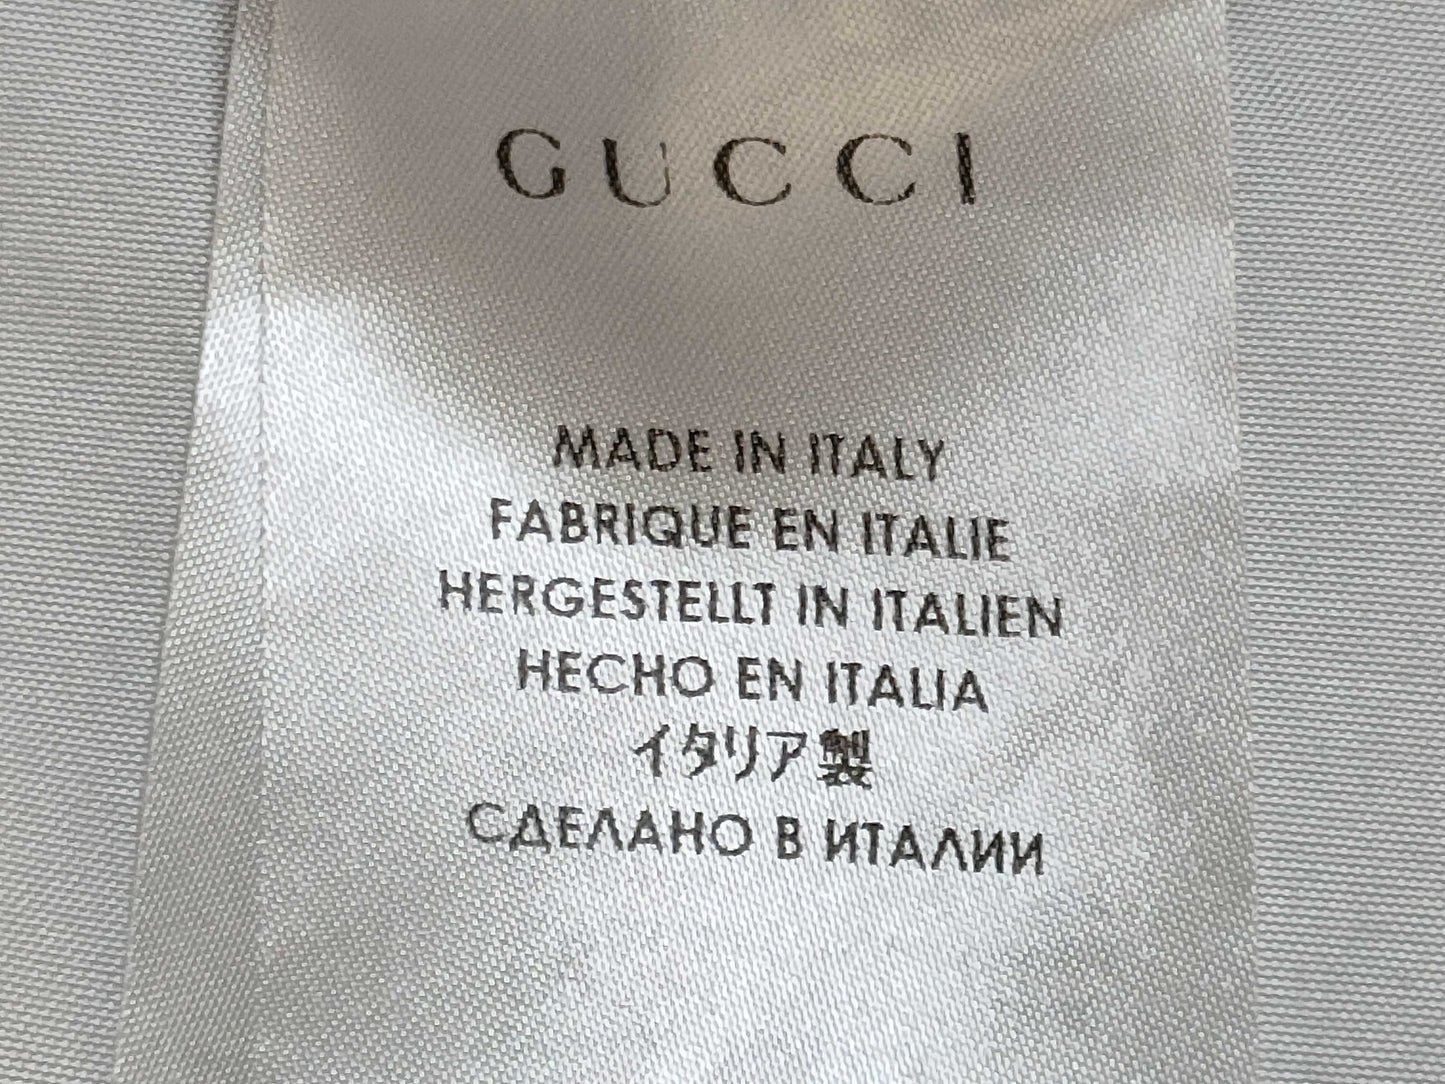 GUCCI
MADE IN ITALY
FABRIQUE EN ITALIE
HERGESTELLT IN ITALIEN
HECHO EN ITALIA
イタリア製
СДЕЛАНО В ИТАЛИИ